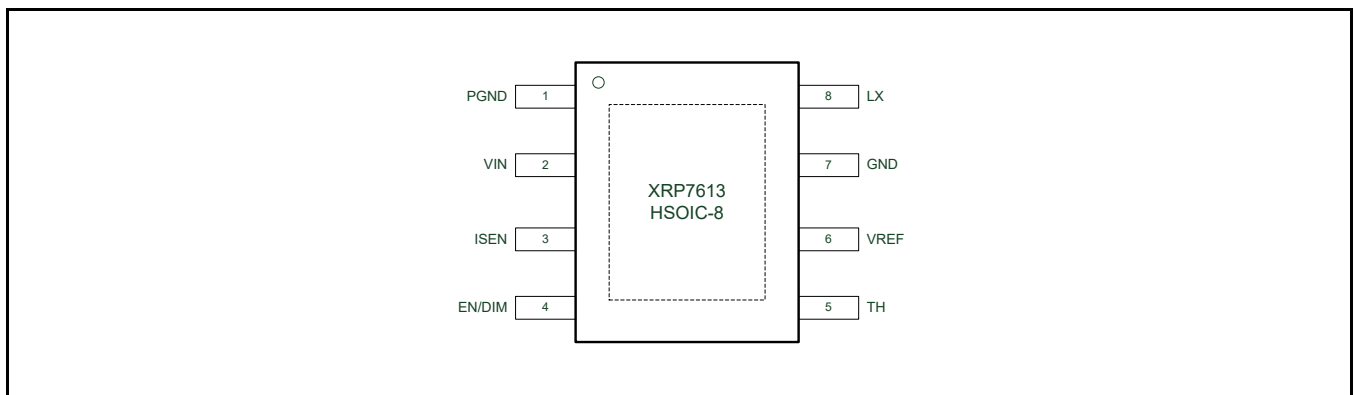 PGND 1
8 LX
VIN 2
7 GND
XRP7613
HSOIC-8
ISEN 3
6 VREF
EN/DIM 4
5 TH